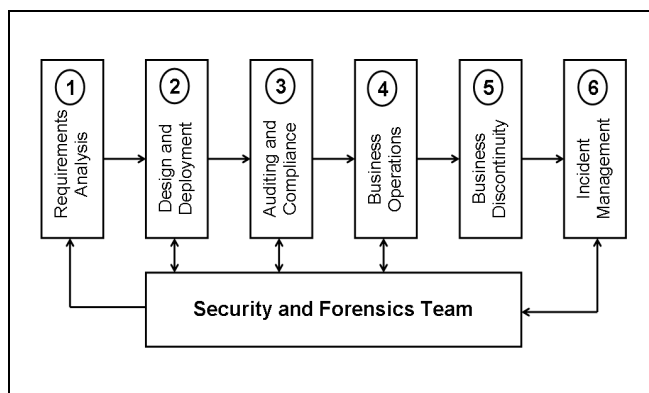 1
Requirements
Analysis
2
Design and
Deployment
3
Auditing and
Compliance
4
Business
Operations
5
Business
Discontinuity
6
Incident
Management
Security and Forensics Team